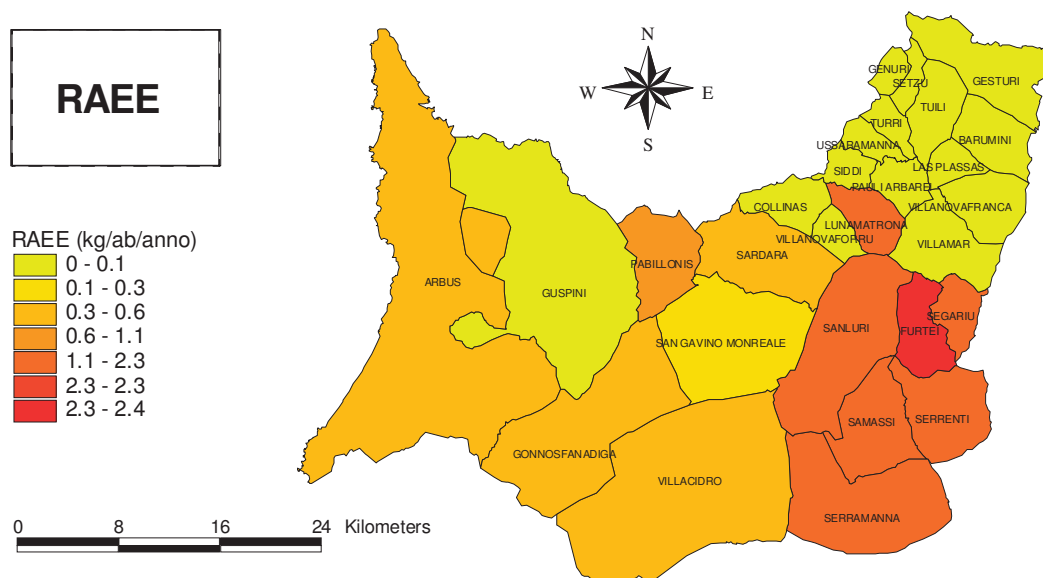 RAEE
N
W
E
S
RAEE (kg/ab/anno)
0 - 0.1
0.1 - 0.3
0.3 - 0.6
0.6 - 1.1
1.1 - 2.3
2.3 - 2.3
2.3 - 2.4
GENURI
SETZU
GESTURI
TUILI
TURRI
BARUMINI
USSARAMANNA
LAS PLASSAS
SIDDI
PAULI ARBAREI
COLLINAS
VILLANOVAFRANCA
LUNAMATRONA
VILLANOVAFORRU
VILLAMAR
SARDARA
PABILLONIS
ARBUS
GUSPINI
SEGARIU
SANLURI
FURTEI
SAN GAVINO MONREALE
SAMASSI
SERRENTI
GONNOSFANADIGA
VILLACIDRO
SERRAMANNA
0 8 16 24 Kilometers